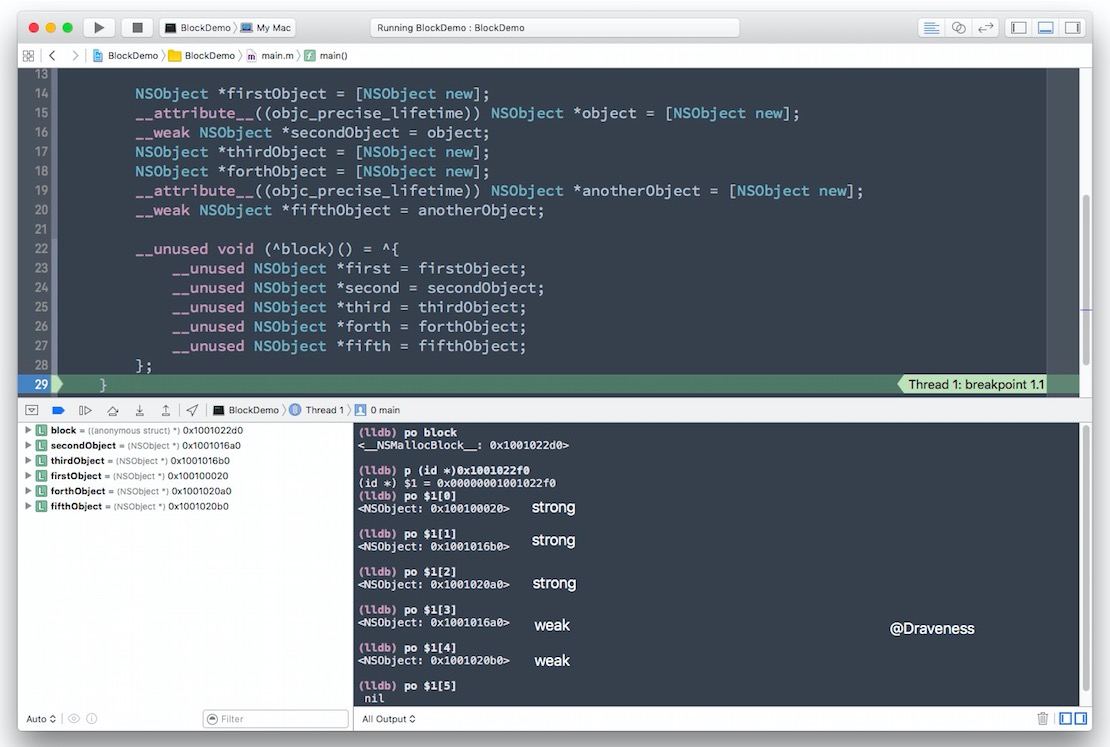 BlockDemo My Mac
Running BlockDemo : BlockDemo
BlockDemo BlockDemo m main.m f main()
13
14 NSObject *firstObject = [NSObject new];
15 __attribute__((objc_precise_lifetime)) NSObject *object = [NSObject new];
16 __weak NSObject *secondObject = object;
17 NSObject *thirdObject = [NSObject new];
18 NSObject *forthObject = [NSObject new];
19 __attribute__((objc_precise_lifetime)) NSObject *anotherObject = [NSObject new];
20 __weak NSObject *fifthObject = anotherObject;
21
22 __unused void (^block)() = ^{
23 __unused NSObject *first = firstObject;
24 __unused NSObject *second = secondObject;
25 __unused NSObject *third = thirdObject;
26 __unused NSObject *forth = forthObject;
27 __unused NSObject *fifth = fifthObject;
28 };
29 } Thread 1: breakpoint 1.1
BlockDemo Thread 1 0 main
L block = ((anonymous struct) *) 0x1001022d0
L secondObject = (NSObject *) 0x1001016a0
L thirdObject = (NSObject *) 0x1001016b0
L firstObject = (NSObject *) 0x100100020
L forthObject = (NSObject *) 0x1001020a0
L fifthObject = (NSObject *) 0x1001020b0
Auto
Filter
(lldb) po block
<__NSMallocBlock__: 0x1001022d0>
(lldb) p (id *)0x1001022f0
(id *) $1 = 0x00000001001022f0
(lldb) po $1[0]
<NSObject: 0x100100020> strong
(lldb) po $1[1]
<NSObject: 0x1001016b0> strong
(lldb) po $1[2]
<NSObject: 0x1001020a0> strong
(lldb) po $1[3]
<NSObject: 0x1001016a0> weak
@Draveness
(lldb) po $1[4]
<NSObject: 0x1001020b0> weak
(lldb) po $1[5]
nil
All Output